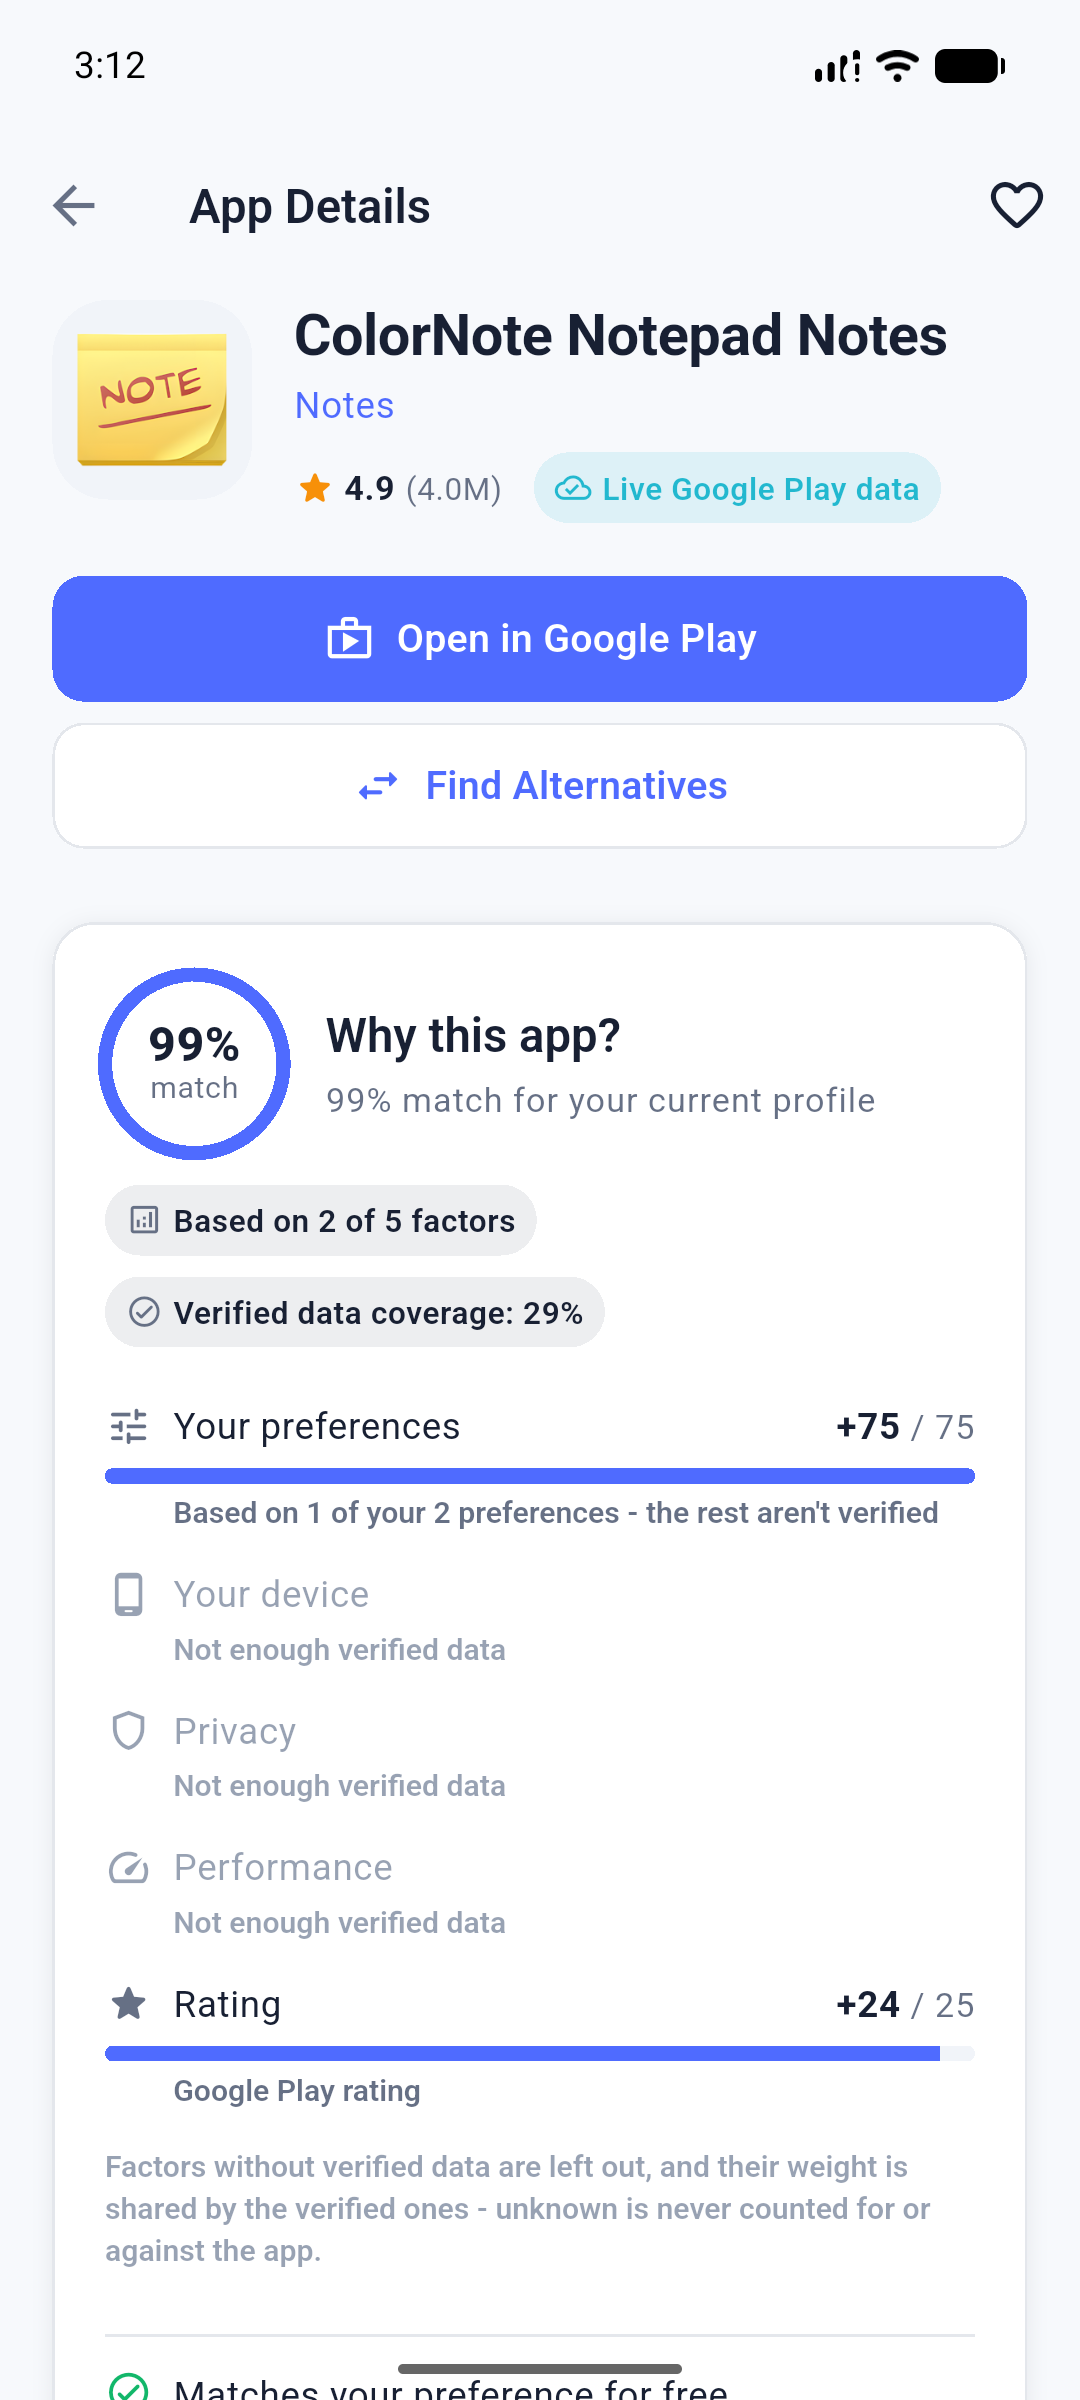 3:12
App Details
NOTE
ColorNote Notepad Notes
Notes
4.9 (4.0M)
Live Google Play data
Open in Google Play
Find Alternatives
99%
match
Why this app?
99% match for your current profile
Based on 2 of 5 factors
Verified data coverage: 29%
Your preferences
+75 / 75
Based on 1 of your 2 preferences - the rest aren't verified
Your device
Not enough verified data
Privacy
Not enough verified data
Performance
Not enough verified data
Rating
+24 / 25
Google Play rating
Factors without verified data are left out, and their weight is
shared by the verified ones - unknown is never counted for or
against the app.
Matches your preference for free